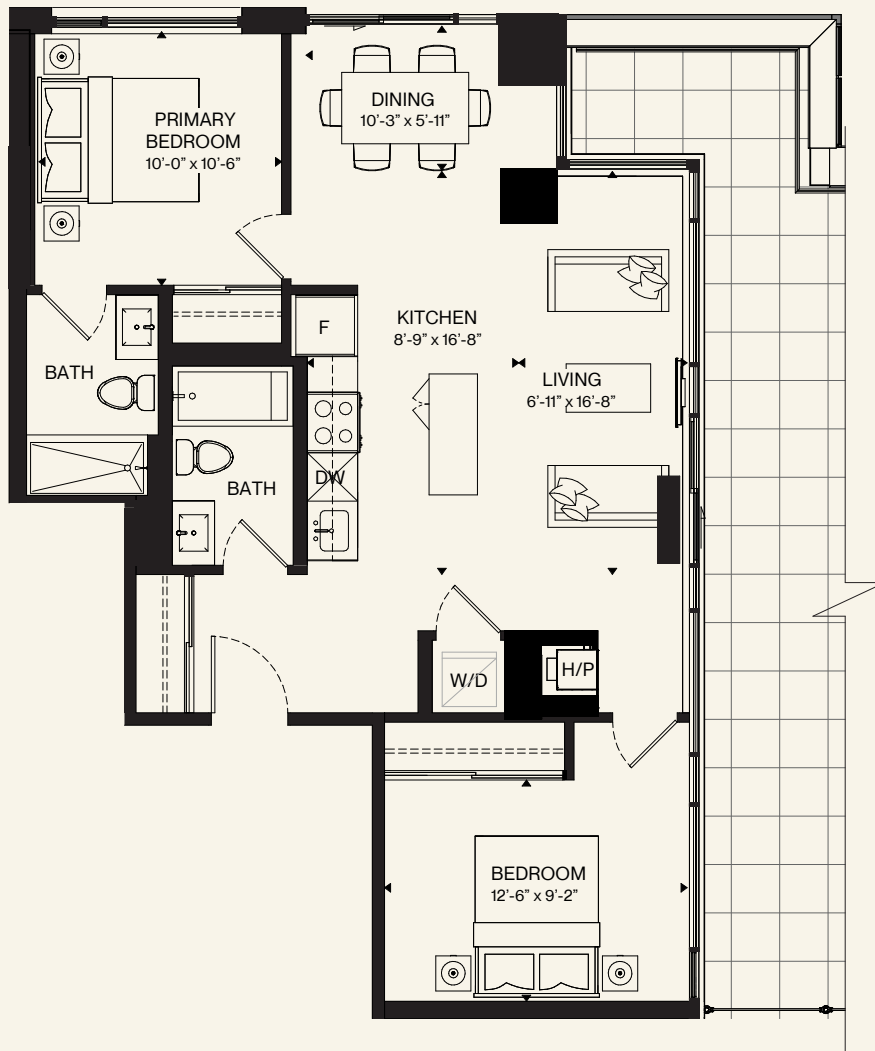 DINING
10'-3” x 5'-11”
PRIMARY
BEDROOM
10'-0” x 10'-6”
F
KITCHEN
8'-9” x 16'-8”
BATH
LIVING
6'-11” x 16'-8”
DW
BATH
W/D
H/P
BEDROOM
12'-6” x 9'-2”